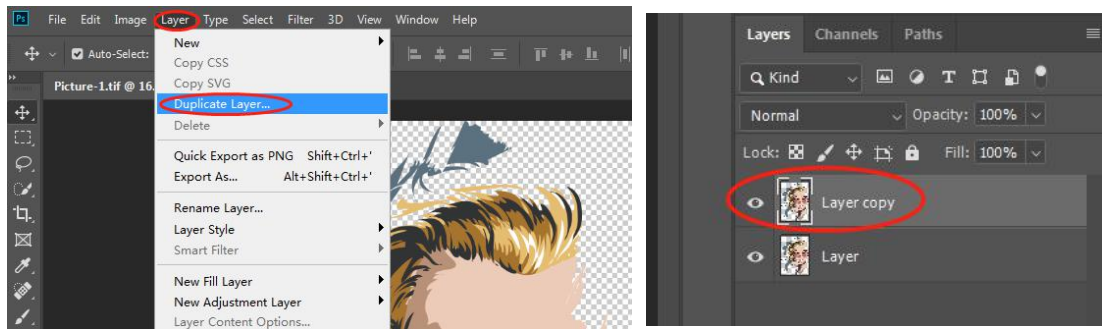 Ps File Edit Image Layer Type Select Filter 3D View Window Help
Auto-Select:
Picture-1.tif @ 16.
New
Copy CSS
Copy SVG
Duplicate Layer...
Delete
Quick Export as PNG Shift+Ctrl+'
Export As... Alt+Shift+Ctrl+'
Rename Layer...
Layer Style
Smart Filter
New Fill Layer
New Adjustment Layer
Layer Content Options...
Layers Channels Paths
Kind
Normal Opacity: 100%
Lock: Fill: 100%
Layer copy
Layer